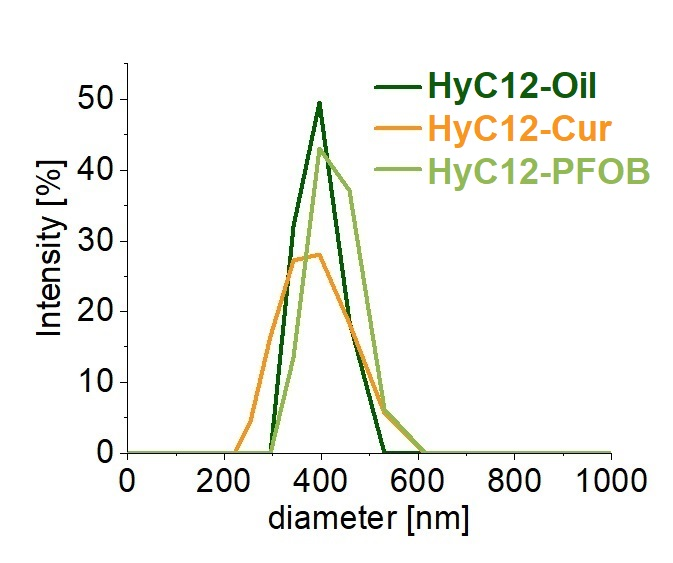 HyC12-Oil
HyC12-Cur
HyC12-PFOB
Intensity [%]
50
40
30
20
10
0
0 200 400 600 800 1000
diameter [nm]